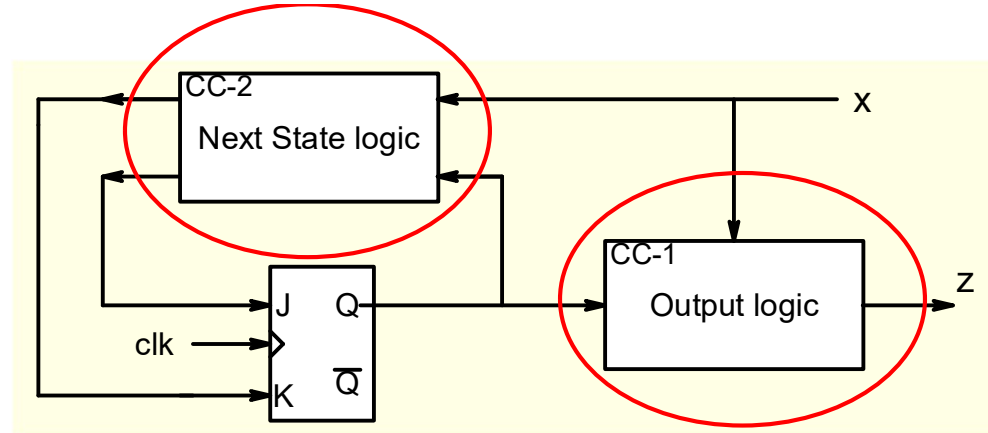 CC-2
Next State logic
x
CC-1
Output logic
z
J
Q
clk
K
Q̅